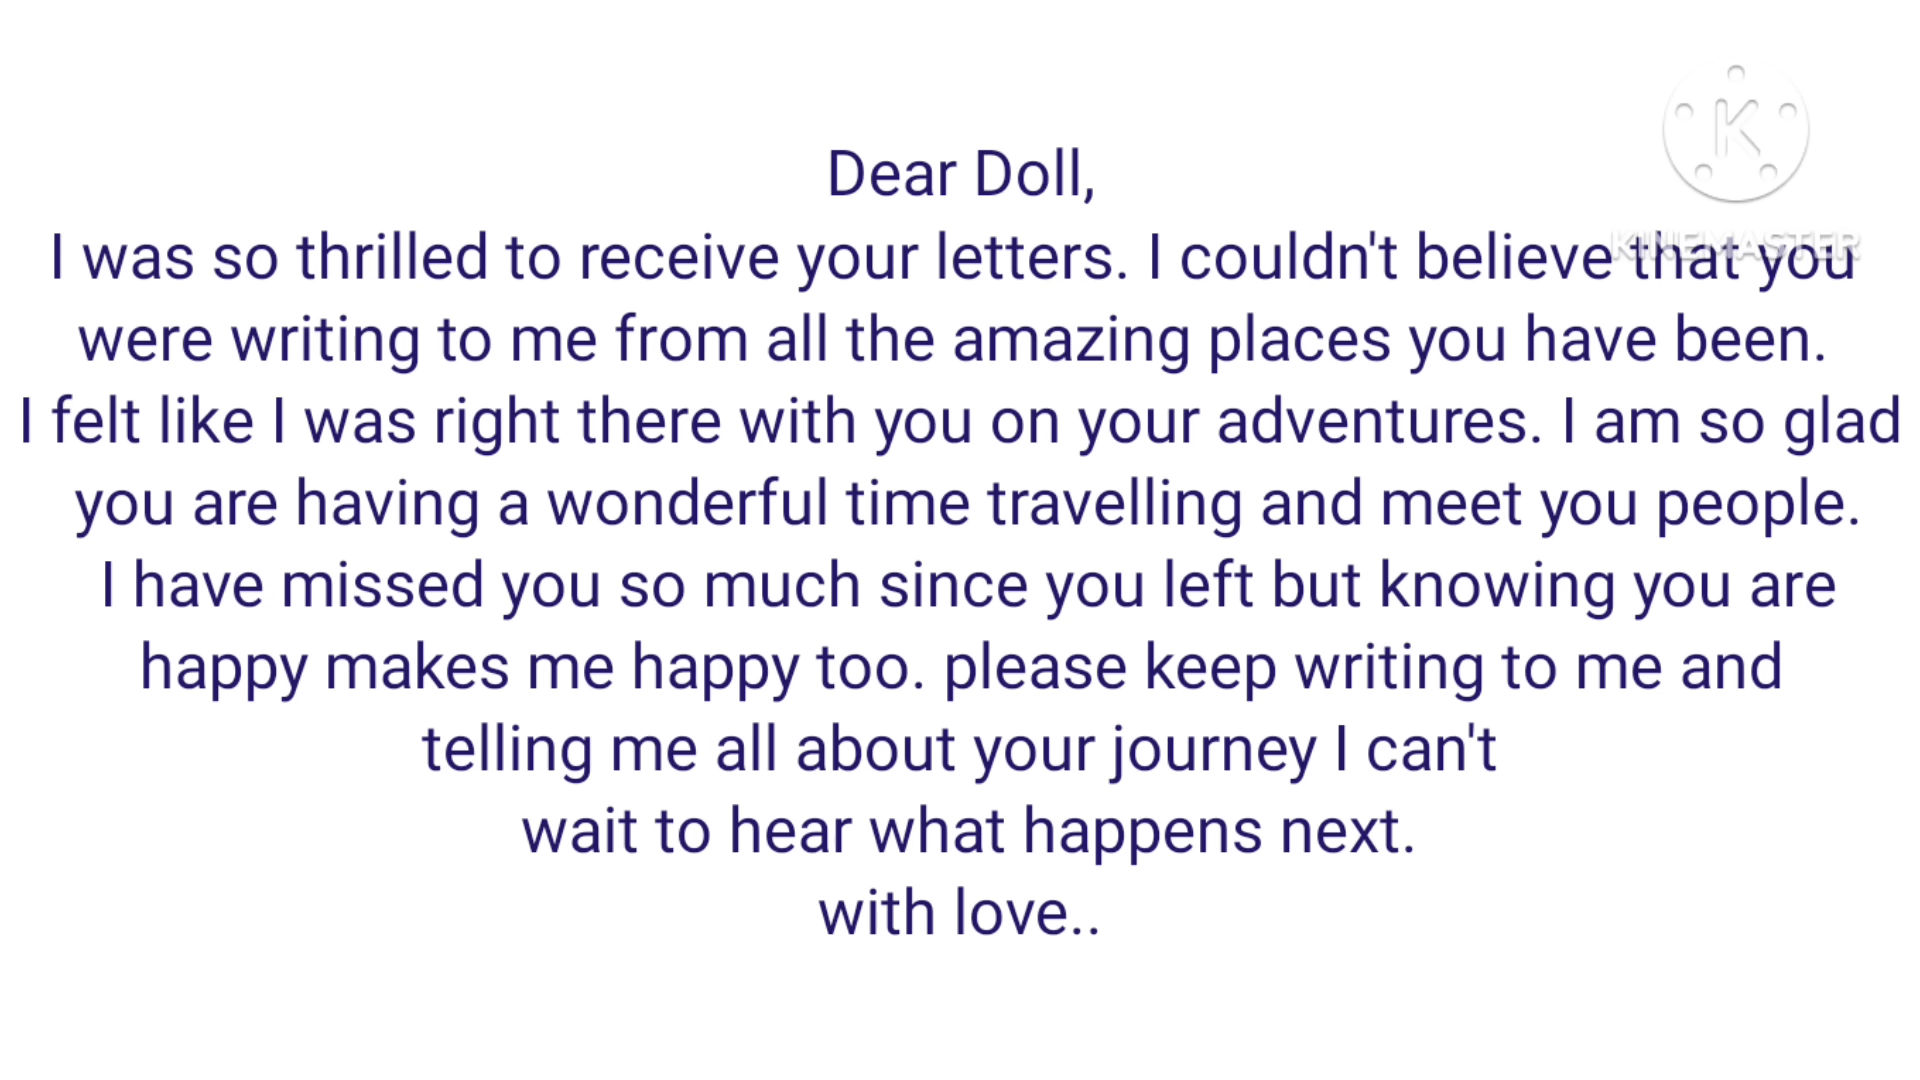 Dear Doll,
I was so thrilled to receive your letters. I couldn't believe that you
were writing to me from all the amazing places you have been.
I felt like I was right there with you on your adventures. I am so glad
you are having a wonderful time travelling and meet you people.
I have missed you so much since you left but knowing you are
happy makes me happy too. please keep writing to me and
telling me all about your journey I can't
wait to hear what happens next.
with love..
K
KINEMASTER